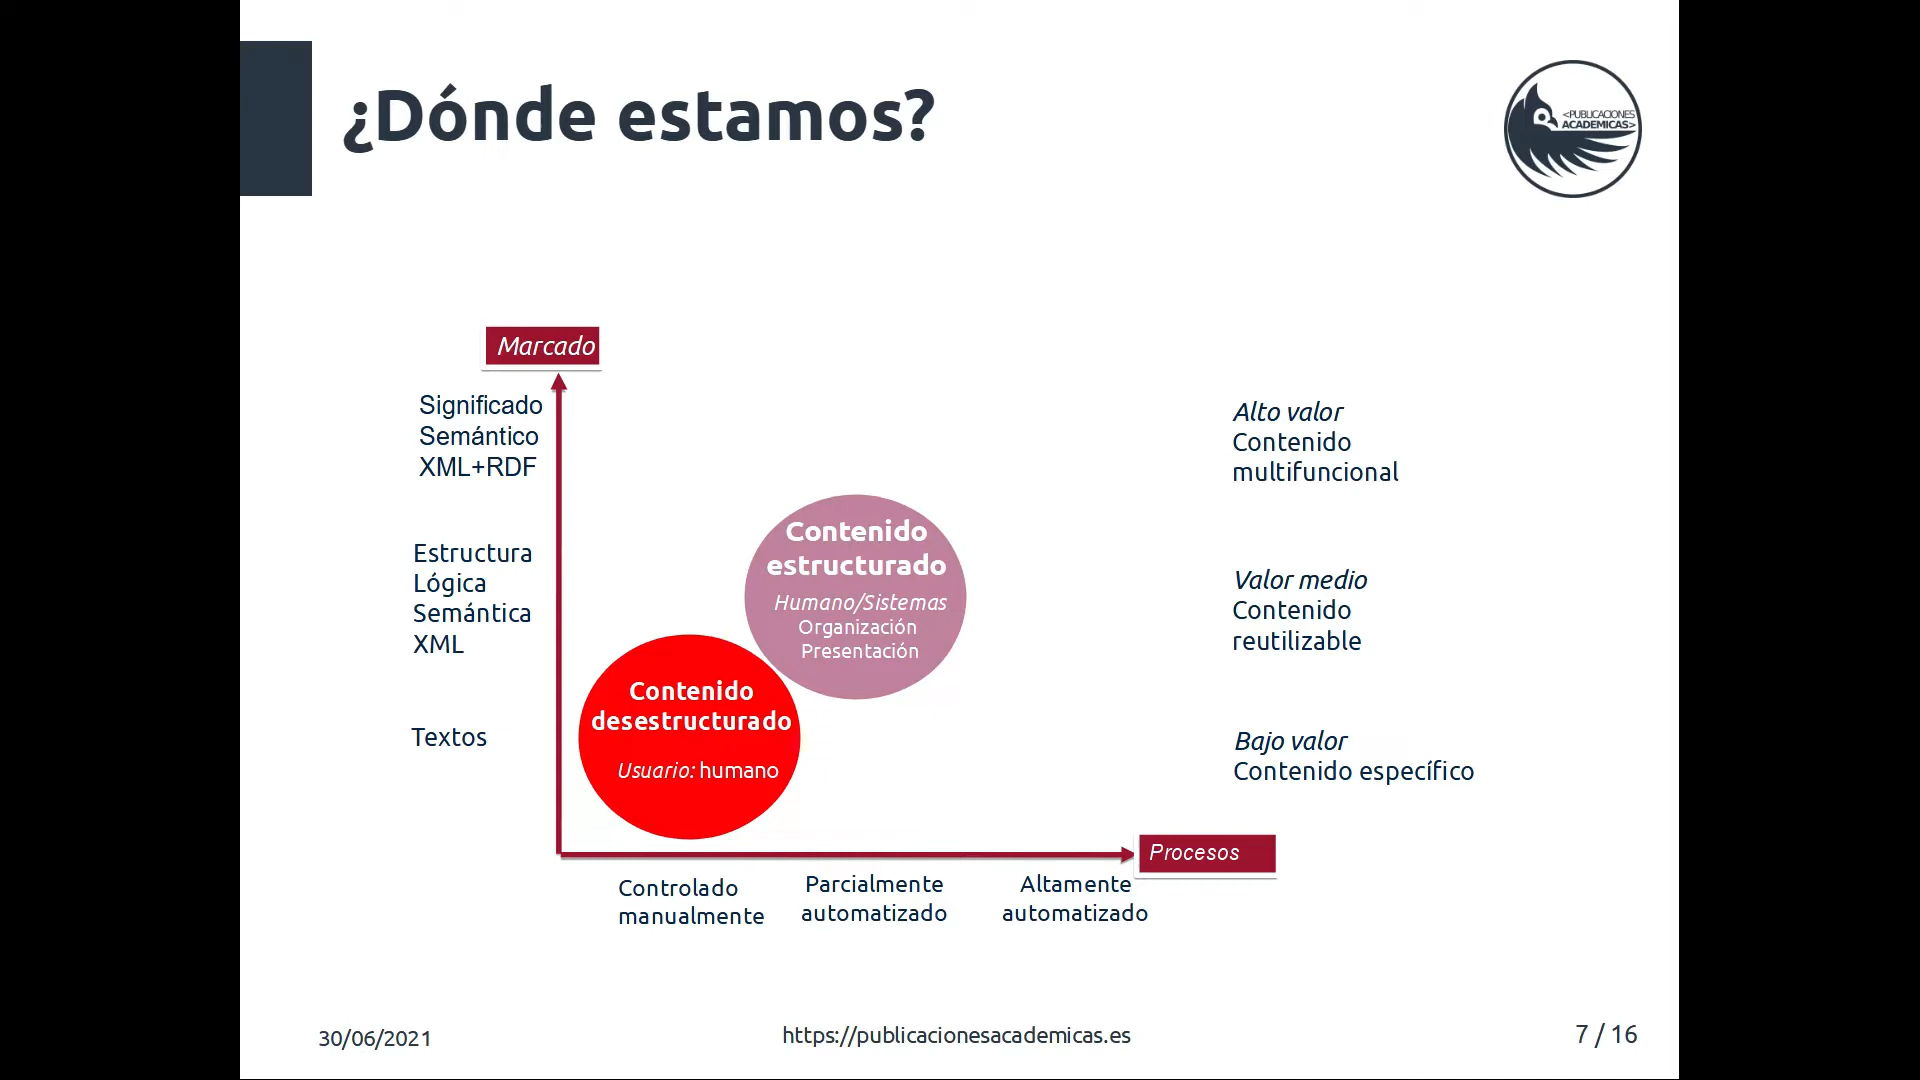 ¿Dónde estamos?
<PUBLICACIONES
ACADEMICAS>
Marcado
Significado
Semántico
XML+RDF
Estructura
Lógica
Semántica
XML
Textos
Contenido
estructurado
Humano/Sistemas
Organización
Presentación
Contenido
desestructurado
Usuario: humano
Alto valor
Contenido
multifuncional
Valor medio
Contenido
reutilizable
Bajo valor
Contenido específico
Procesos
Controlado
manualmente
Parcialmente
automatizado
Altamente
automatizado
30/06/2021
https://publicacionesacademicas.es
7 / 16